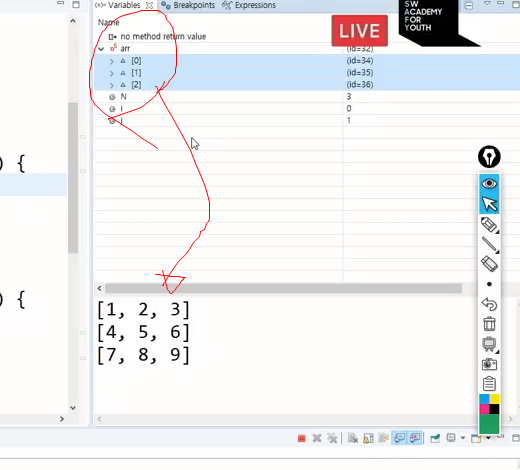 (x)= Variables
Breakpoints
Expressions
Name
no method return value
arr (id=32)
[0] (id=34)
[1] (id=35)
[2] (id=36)
N 3
i 0
j 1
LIVE
SW
ACADEMY
FOR
YOUTH
) {
) {
[1, 2, 3]
[4, 5, 6]
[7, 8, 9]